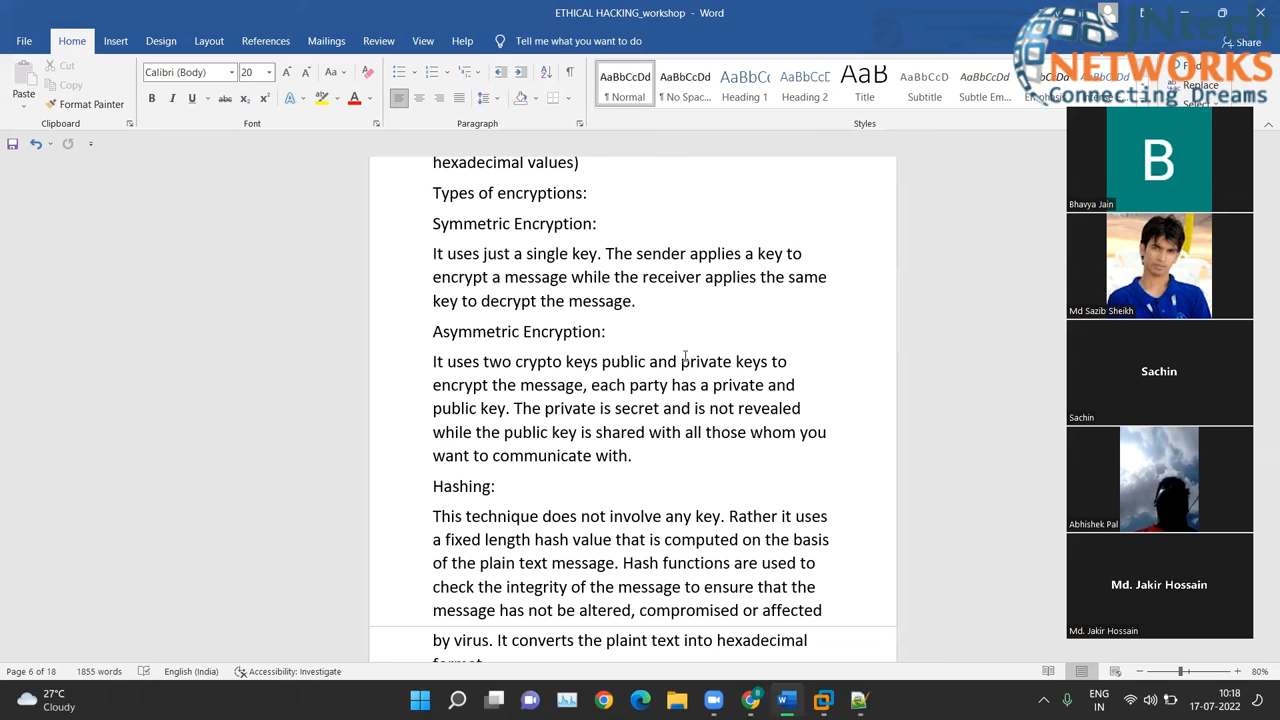 ETHICAL HACKING_workshop - Word
File Home Insert Design Layout References Mailings Review View Help Tell me what you want to do Share
JNtech
NETWORKS
Connecting Dreams
Paste
Cut
Copy
Format Painter
Calibri (Body) 20
AaBbCcDd AaBbCcDd AaBbCc AaBbCcD AaB AaBbCcDd AaBbCcDd
¶ Normal ¶ No Spac... Heading 1 Heading 2 Title Subtitle Subtle Em...
Replace
Clipboard Font Paragraph Styles
hexadecimal values)
Types of encryptions:
Symmetric Encryption:
It uses just a single key. The sender applies a key to
encrypt a message while the receiver applies the same
key to decrypt the message.
Asymmetric Encryption:
It uses two crypto keys public and private keys to
encrypt the message, each party has a private and
public key. The private is secret and is not revealed
while the public key is shared with all those whom you
want to communicate with.
Hashing:
This technique does not involve any key. Rather it uses
a fixed length hash value that is computed on the basis
of the plain text message. Hash functions are used to
check the integrity of the message to ensure that the
message has not be altered, compromised or affected
by virus. It converts the plaint text into hexadecimal
format
B
Bhavya Jain
Md Sazib Sheikh
Sachin
Sachin
Abhishek Pal
Md. Jakir Hossain
Md. Jakir Hossain
Page 6 of 18 1855 words English (India) Accessibility: Investigate 80%
27°C
Cloudy
ENG
IN
10:18
17-07-2022